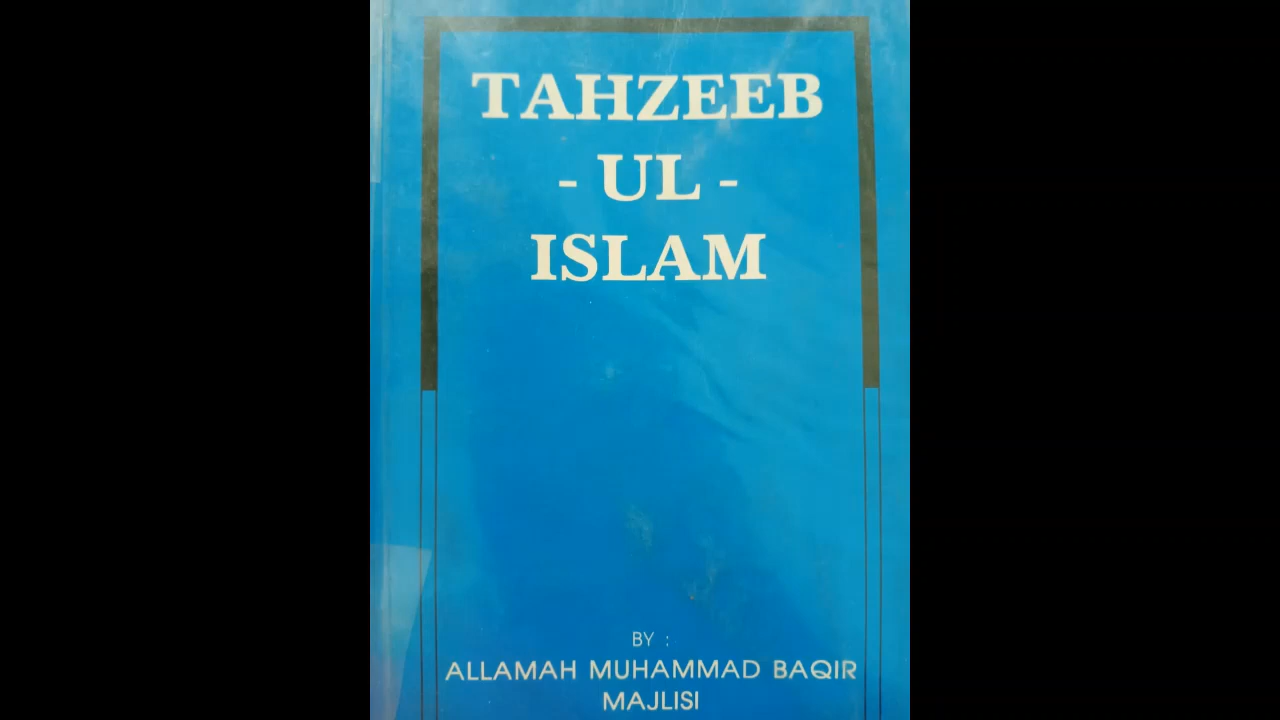 TAHZEEB
- UL -
ISLAM
BY :
ALLAMAH MUHAMMAD BAQIR
MAJLISI